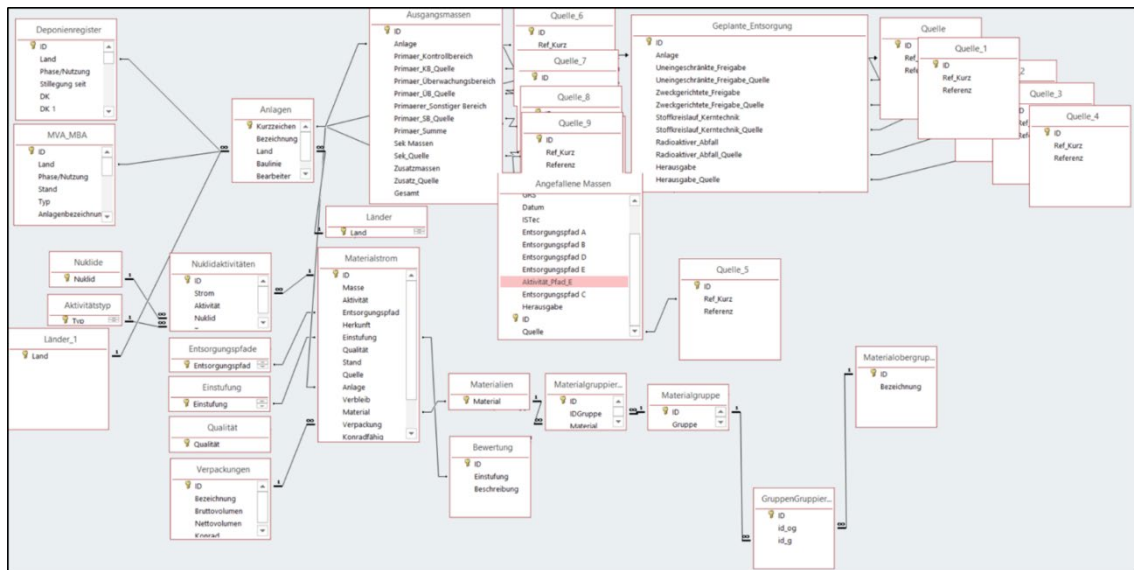 Deponienregister
ID
Land
Phase/Nutzung
Stillegung seit
DK
DK 1
MVA_MBA
ID
Land
Phase/Nutzung
Stand
Typ
Anlagenbezeichnun
Nuklide
Nuklid
Aktivitätstyp
Typ
Länder_1
Land
Anlagen
Kurzzeichen
Bezeichnung
Land
Baulinie
Bearbeiter
Nuklidaktivitäten
ID
Strom
Aktivität
Nuklid
Entsorgungspfade
Entsorgungspfad
Einstufung
Einstufung
Qualität
Qualität
Verpackungen
ID
Bezeichnung
Bruttovolumen
Nettovolumen
Konrad
Ausgangsmassen
ID
Anlage
Primaer_Kontrollbereich
Primaer_KB_Quelle
Primaer_Überwachungsbereich
Primaer_ÜB_Quelle
Primaerer_Sonstiger Bereich
Primaer_SB_Quelle
Primaer_Summe
Sek Massen
Sek_Quelle
Zusatzmassen
Zusatz_Quelle
Gesamt
Länder
Land
Materialstrom
ID
Masse
Aktivität
Entsorgungspfad
Herkunft
Einstufung
Qualität
Stand
Quelle
Anlage
Verbleib
Material
Verpackung
Konradfähig
Quelle_6
ID
Ref_Kurz
Quelle_7
ID
Quelle_8
ID
Quelle_9
ID
Ref_Kurz
Referenz
Angefallene Massen
GRS
Datum
ISTec
Entsorgungspfad A
Entsorgungspfad B
Entsorgungspfad D
Entsorgungspfad E
Aktivität_Pfad_E
Entsorgungspfad C
Herausgabe
ID
Quelle
Materialien
Material
Bewertung
ID
Einstufung
Beschreibung
Materialgruppier...
ID
IDGruppe
Material
Geplante_Entsorgung
ID
Anlage
Uneingeschränkte_Freigabe
Uneingeschränkte_Freigabe_Quelle
Zweckgerichtete_Freigabe
Zweckgerichtete_Freigabe_Quelle
Stoffkreislauf_Kerntechnik
Stoffkreislauf_Kerntechnik_Quelle
Radioaktiver_Abfall
Radioaktiver_Abfall_Quelle
Herausgabe
Herausgabe_Quelle
Quelle_5
ID
Ref_Kurz
Referenz
Materialgruppe
ID
Gruppe
Quelle
ID
Quelle_1
ID
Ref_Kurz
Referenz
2
Quelle_3
Quelle_4
ID
Ref_Kurz
Referenz
Materialobergrup...
ID
Bezeichnung
GruppenGruppier...
ID
id_og
id_g